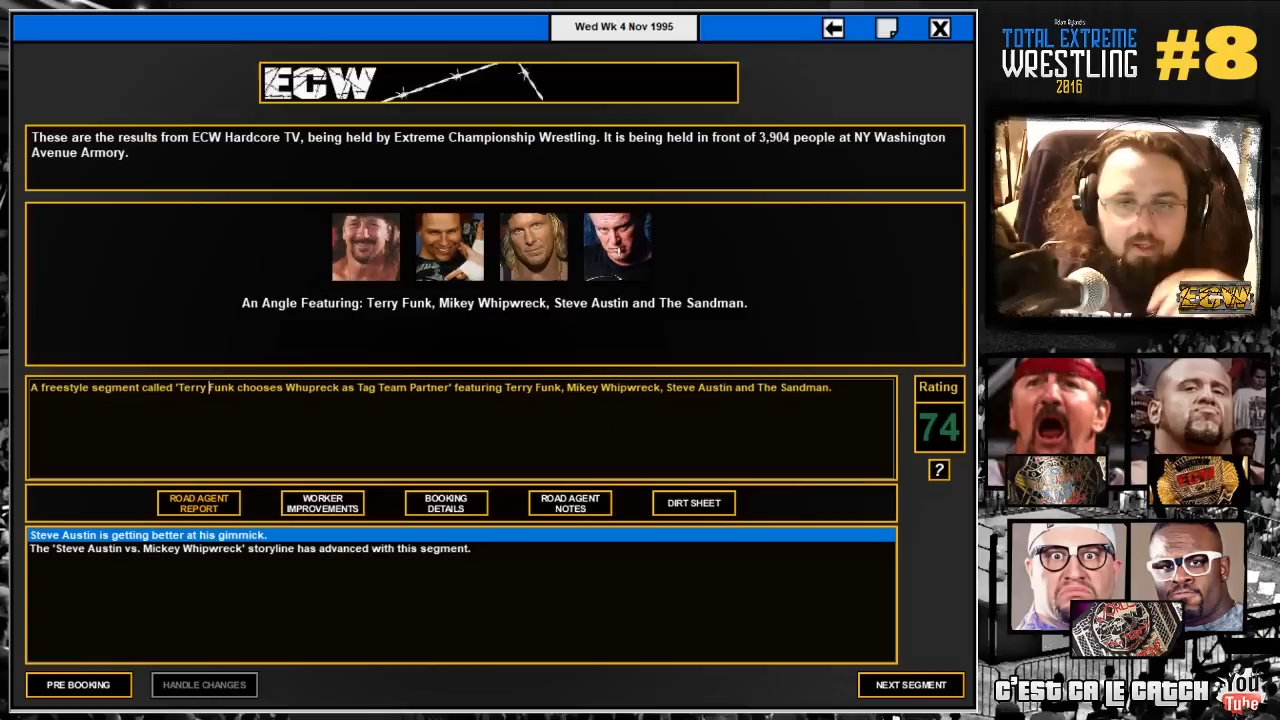 Wed Wk 4 Nov 1995
ECW
These are the results from ECW Hardcore TV, being held by Extreme Championship Wrestling. It is being held in front of 3,904 people at NY Washington
Avenue Armory.
An Angle Featuring: Terry Funk, Mikey Whipwreck, Steve Austin and The Sandman.
A freestyle segment called 'Terry Funk chooses Whupreck as Tag Team Partner' featuring Terry Funk, Mikey Whipwreck, Steve Austin and The Sandman.
Rating
74
?
ROAD AGENT
REPORT
WORKER
IMPROVEMENTS
BOOKING
DETAILS
ROAD AGENT
NOTES
DIRT SHEET
Steve Austin is getting better at his gimmick.
The 'Steve Austin vs. Mickey Whipwreck' storyline has advanced with this segment.
PRE BOOKING
HANDLE CHANGES
NEXT SEGMENT
Adam Ryland's
TOTAL EXTREME
WRESTLING
2016
#8
ECW
ECW
C'EST CA LE CATCH
You
Tube